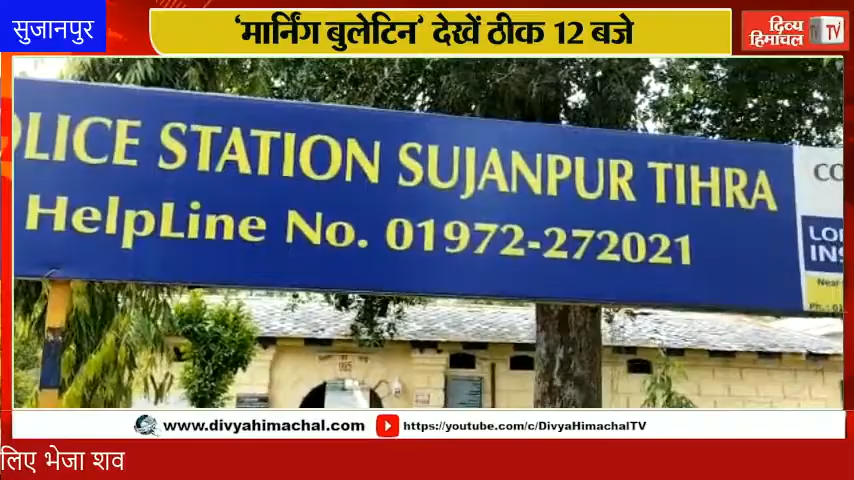 सुजानपुर
‘मार्निंग बुलेटिन’ देखें ठीक 12 बजे
दिव्य
हिमाचल TV
OLICE STATION SUJANPUR TIHRA
HelpLine No. 01972-272021
www.divyahimachal.com
https://youtube.com/c/DivyaHimachalTV
लिए भेजा शव